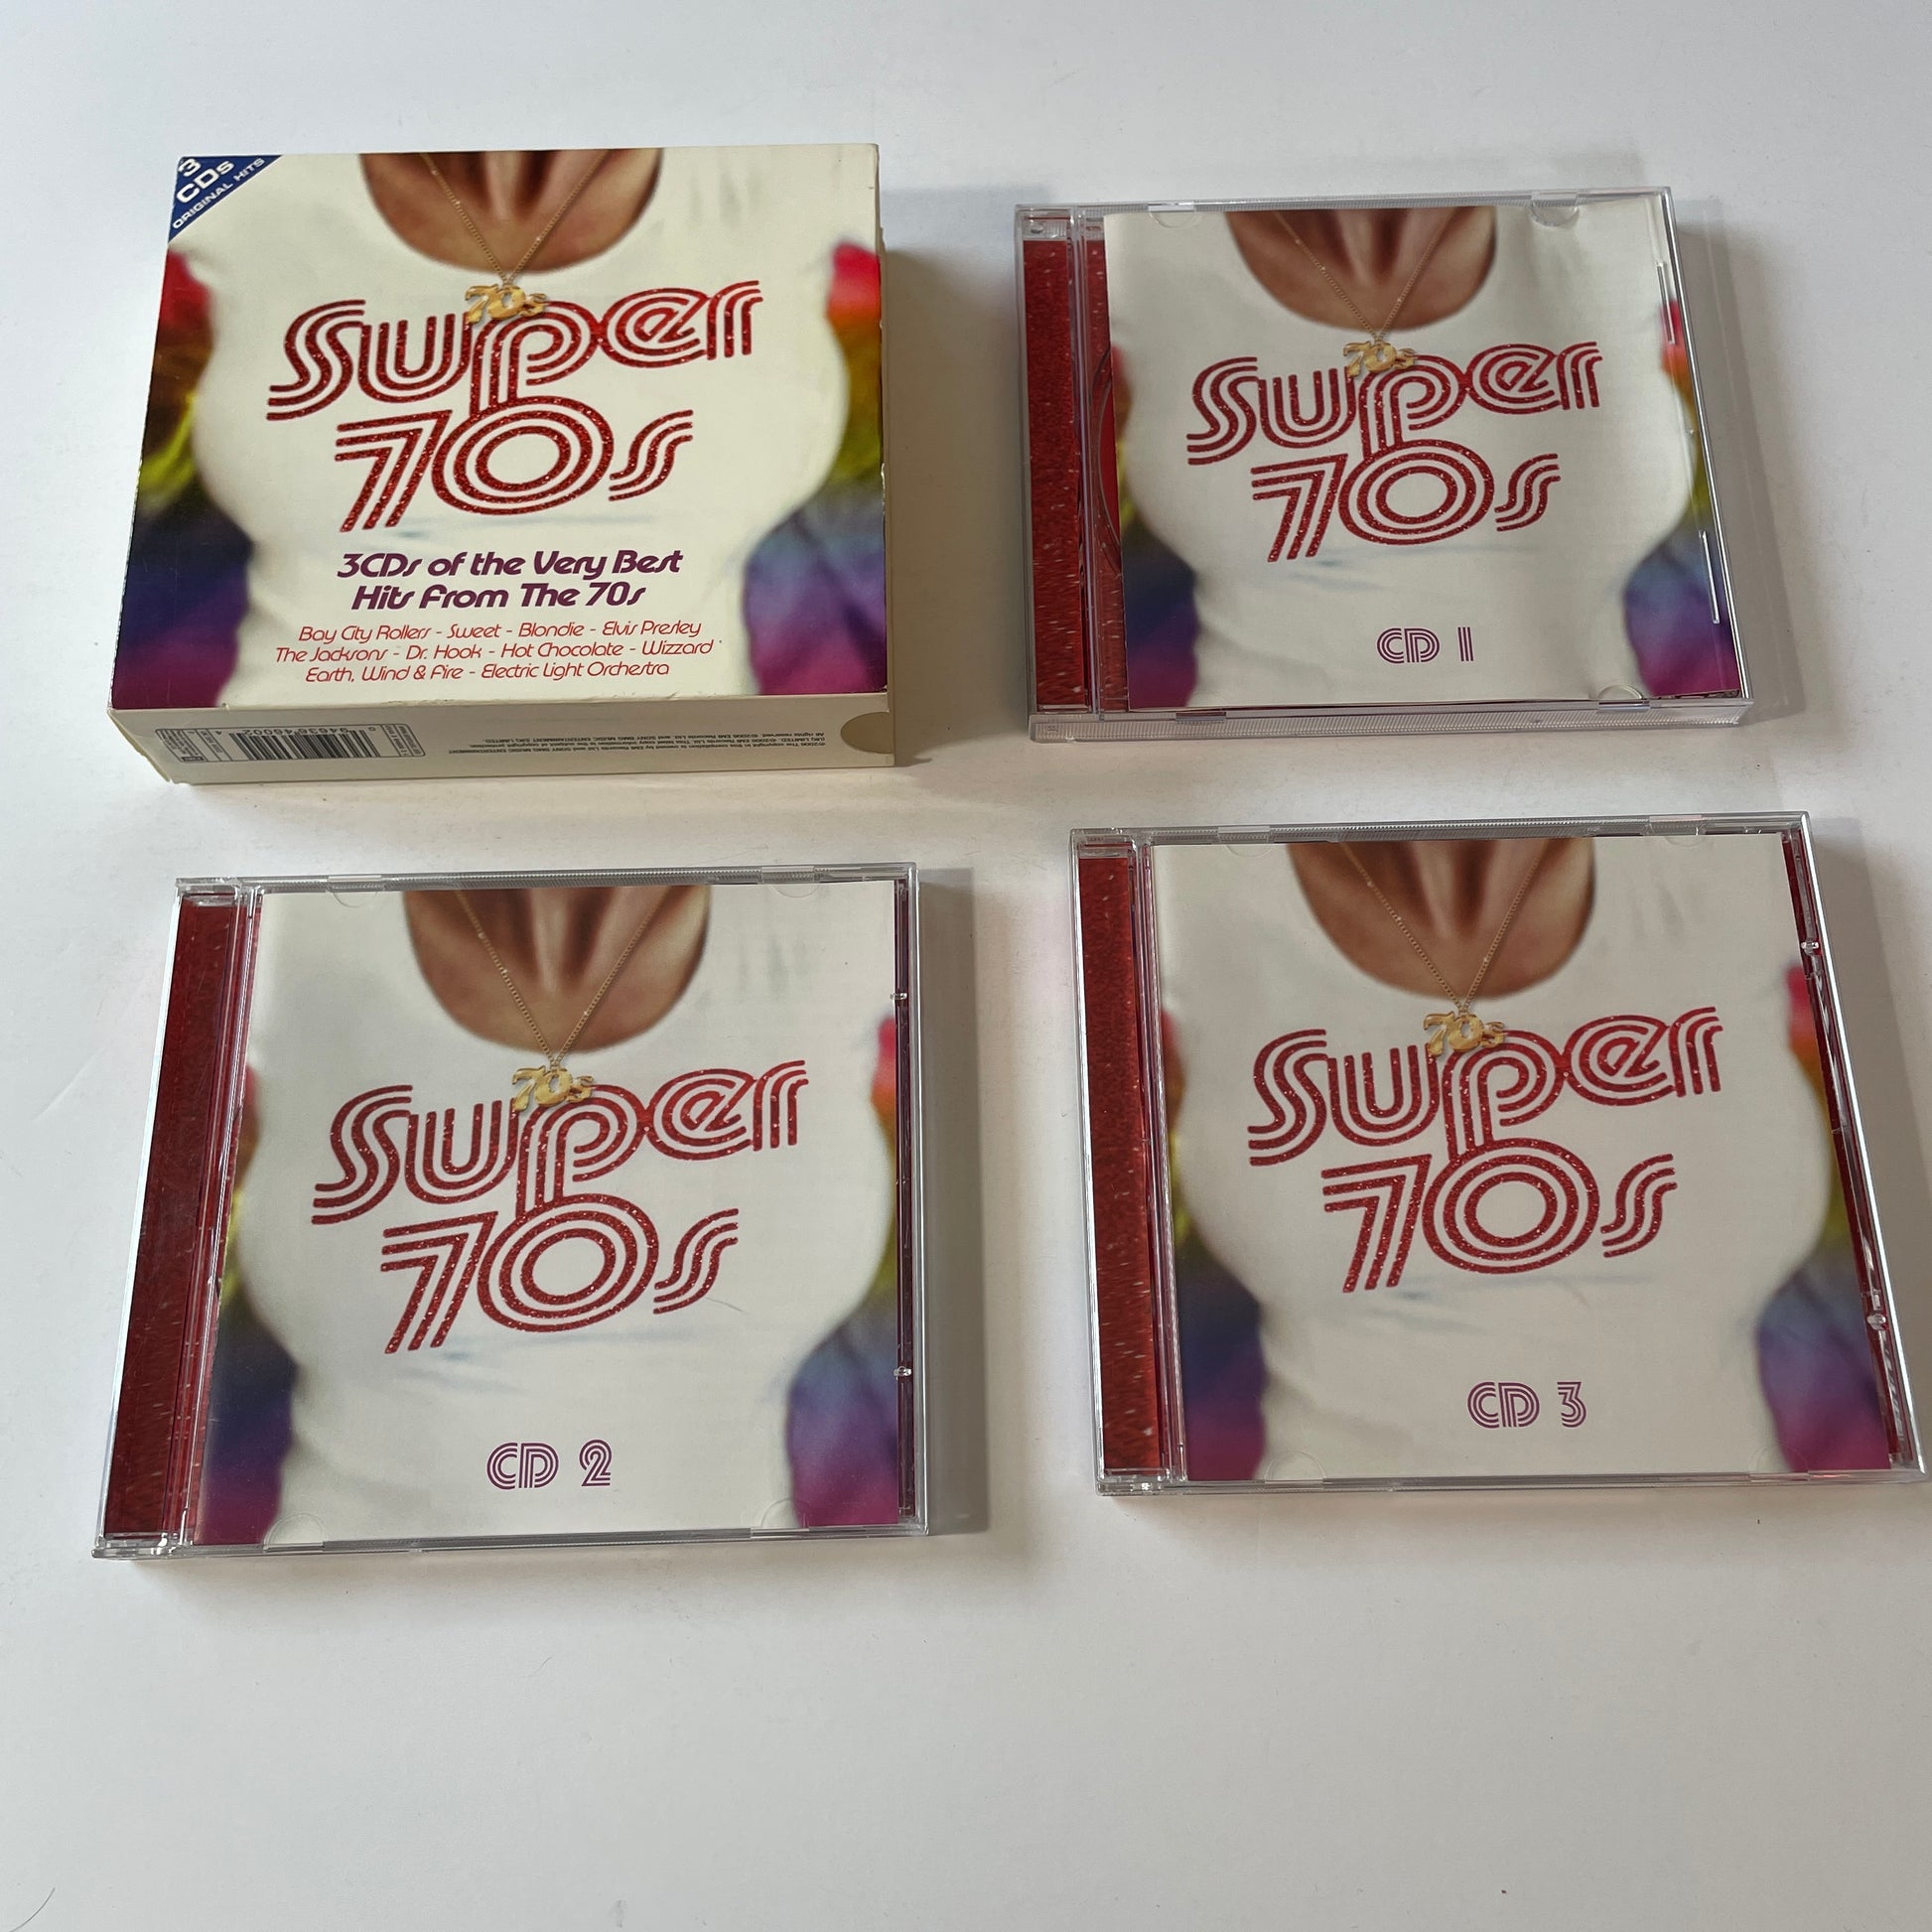 3
CDs
ORIGINAL HITS
70s
Super
70s
3CDs of the Very Best
Hits From The 70s
Bay City Rollers - Sweet - Blondie - Elvis Presley
The Jacksons - Dr. Hook - Hot Chocolate - Wizzard
Earth, Wind & Fire - Electric Light Orchestra
70s
Super
70s
CD 1
70s
Super
70s
CD 2
70s
Super
70s
CD 3